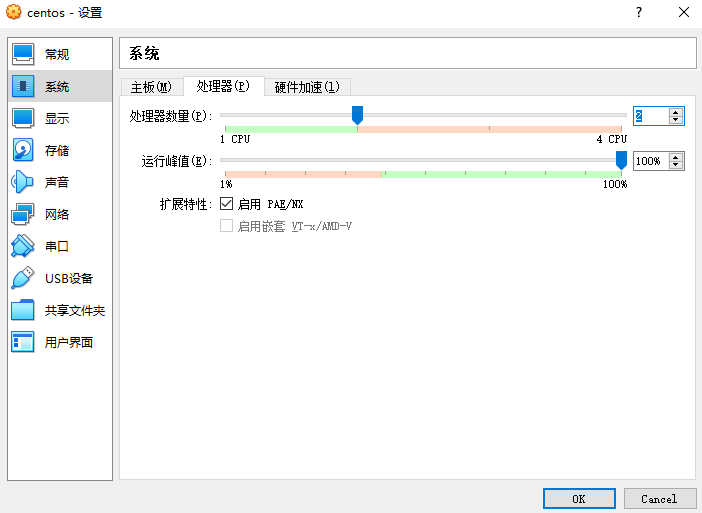 centos - 设置
?
常规
系统
显示
存储
声音
网络
串口
USB设备
共享文件夹
用户界面
系统
主板(M) 处理器(P) 硬件加速(l)
处理器数量(P): 2
1 CPU 4 CPU
运行峰值(E): 100%
1% 100%
扩展特性: 启用 PAE/NX
启用嵌套 VT-x/AMD-V
OK Cancel